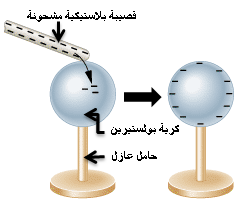 قضيبة بلاستيكية مشحونة
كرية بولستيرين
حامل عازل